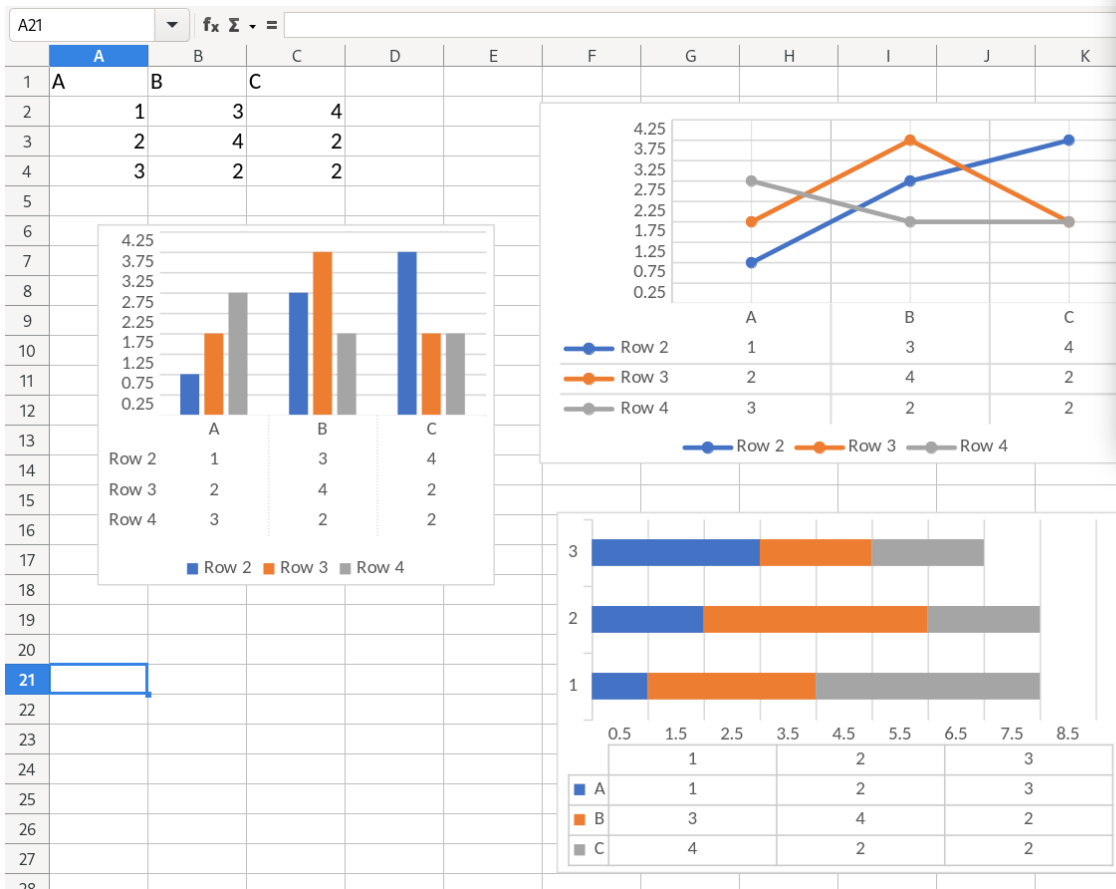 A21 fx Σ =
A B C D E F G H I J K
1 A B C
2 1 3 4
3 2 4 2
4 3 2 2
5
6
7
8
9
10
11
12
13
14
15
16
17
18
19
20
21
22
23
24
25
26
27
28
4.25
3.75
3.25
2.75
2.25
1.75
1.25
0.75
0.25
A B C
Row 2 1 3 4
Row 3 2 4 2
Row 4 3 2 2
Row 2 Row 3 Row 4
4.25
3.75
3.25
2.75
2.25
1.75
1.25
0.75
0.25
A B C
Row 2 1 3 4
Row 3 2 4 2
Row 4 3 2 2
Row 2 Row 3 Row 4
3
2
1
0.5 1.5 2.5 3.5 4.5 5.5 6.5 7.5 8.5
1 2 3
A 1 2 3
B 3 4 2
C 4 2 2